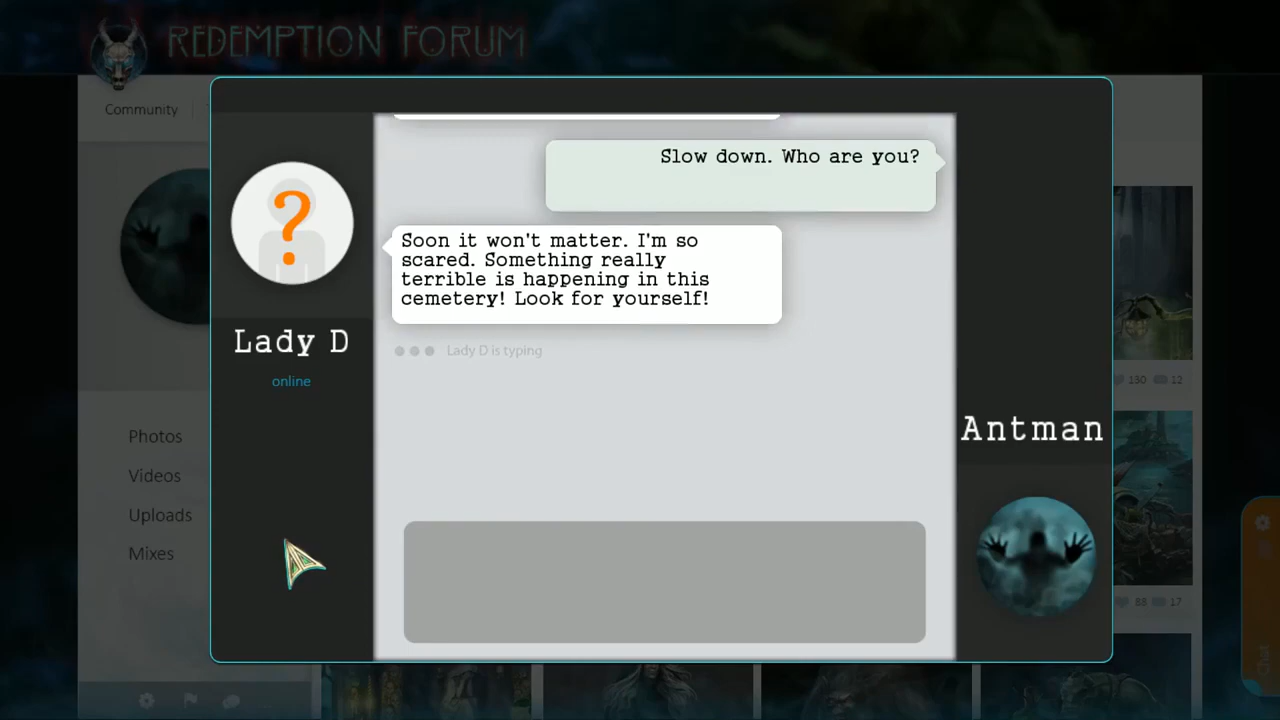 REDEMPTION FORUM
Community
Slow down. Who are you?
Soon it won't matter. I'm so
scared. Something really
terrible is happening in this
cemetery! Look for yourself!
Lady D is typing
Lady D
online
Antman
Photos
Videos
Uploads
Mixes
130 12
88 17
Chat